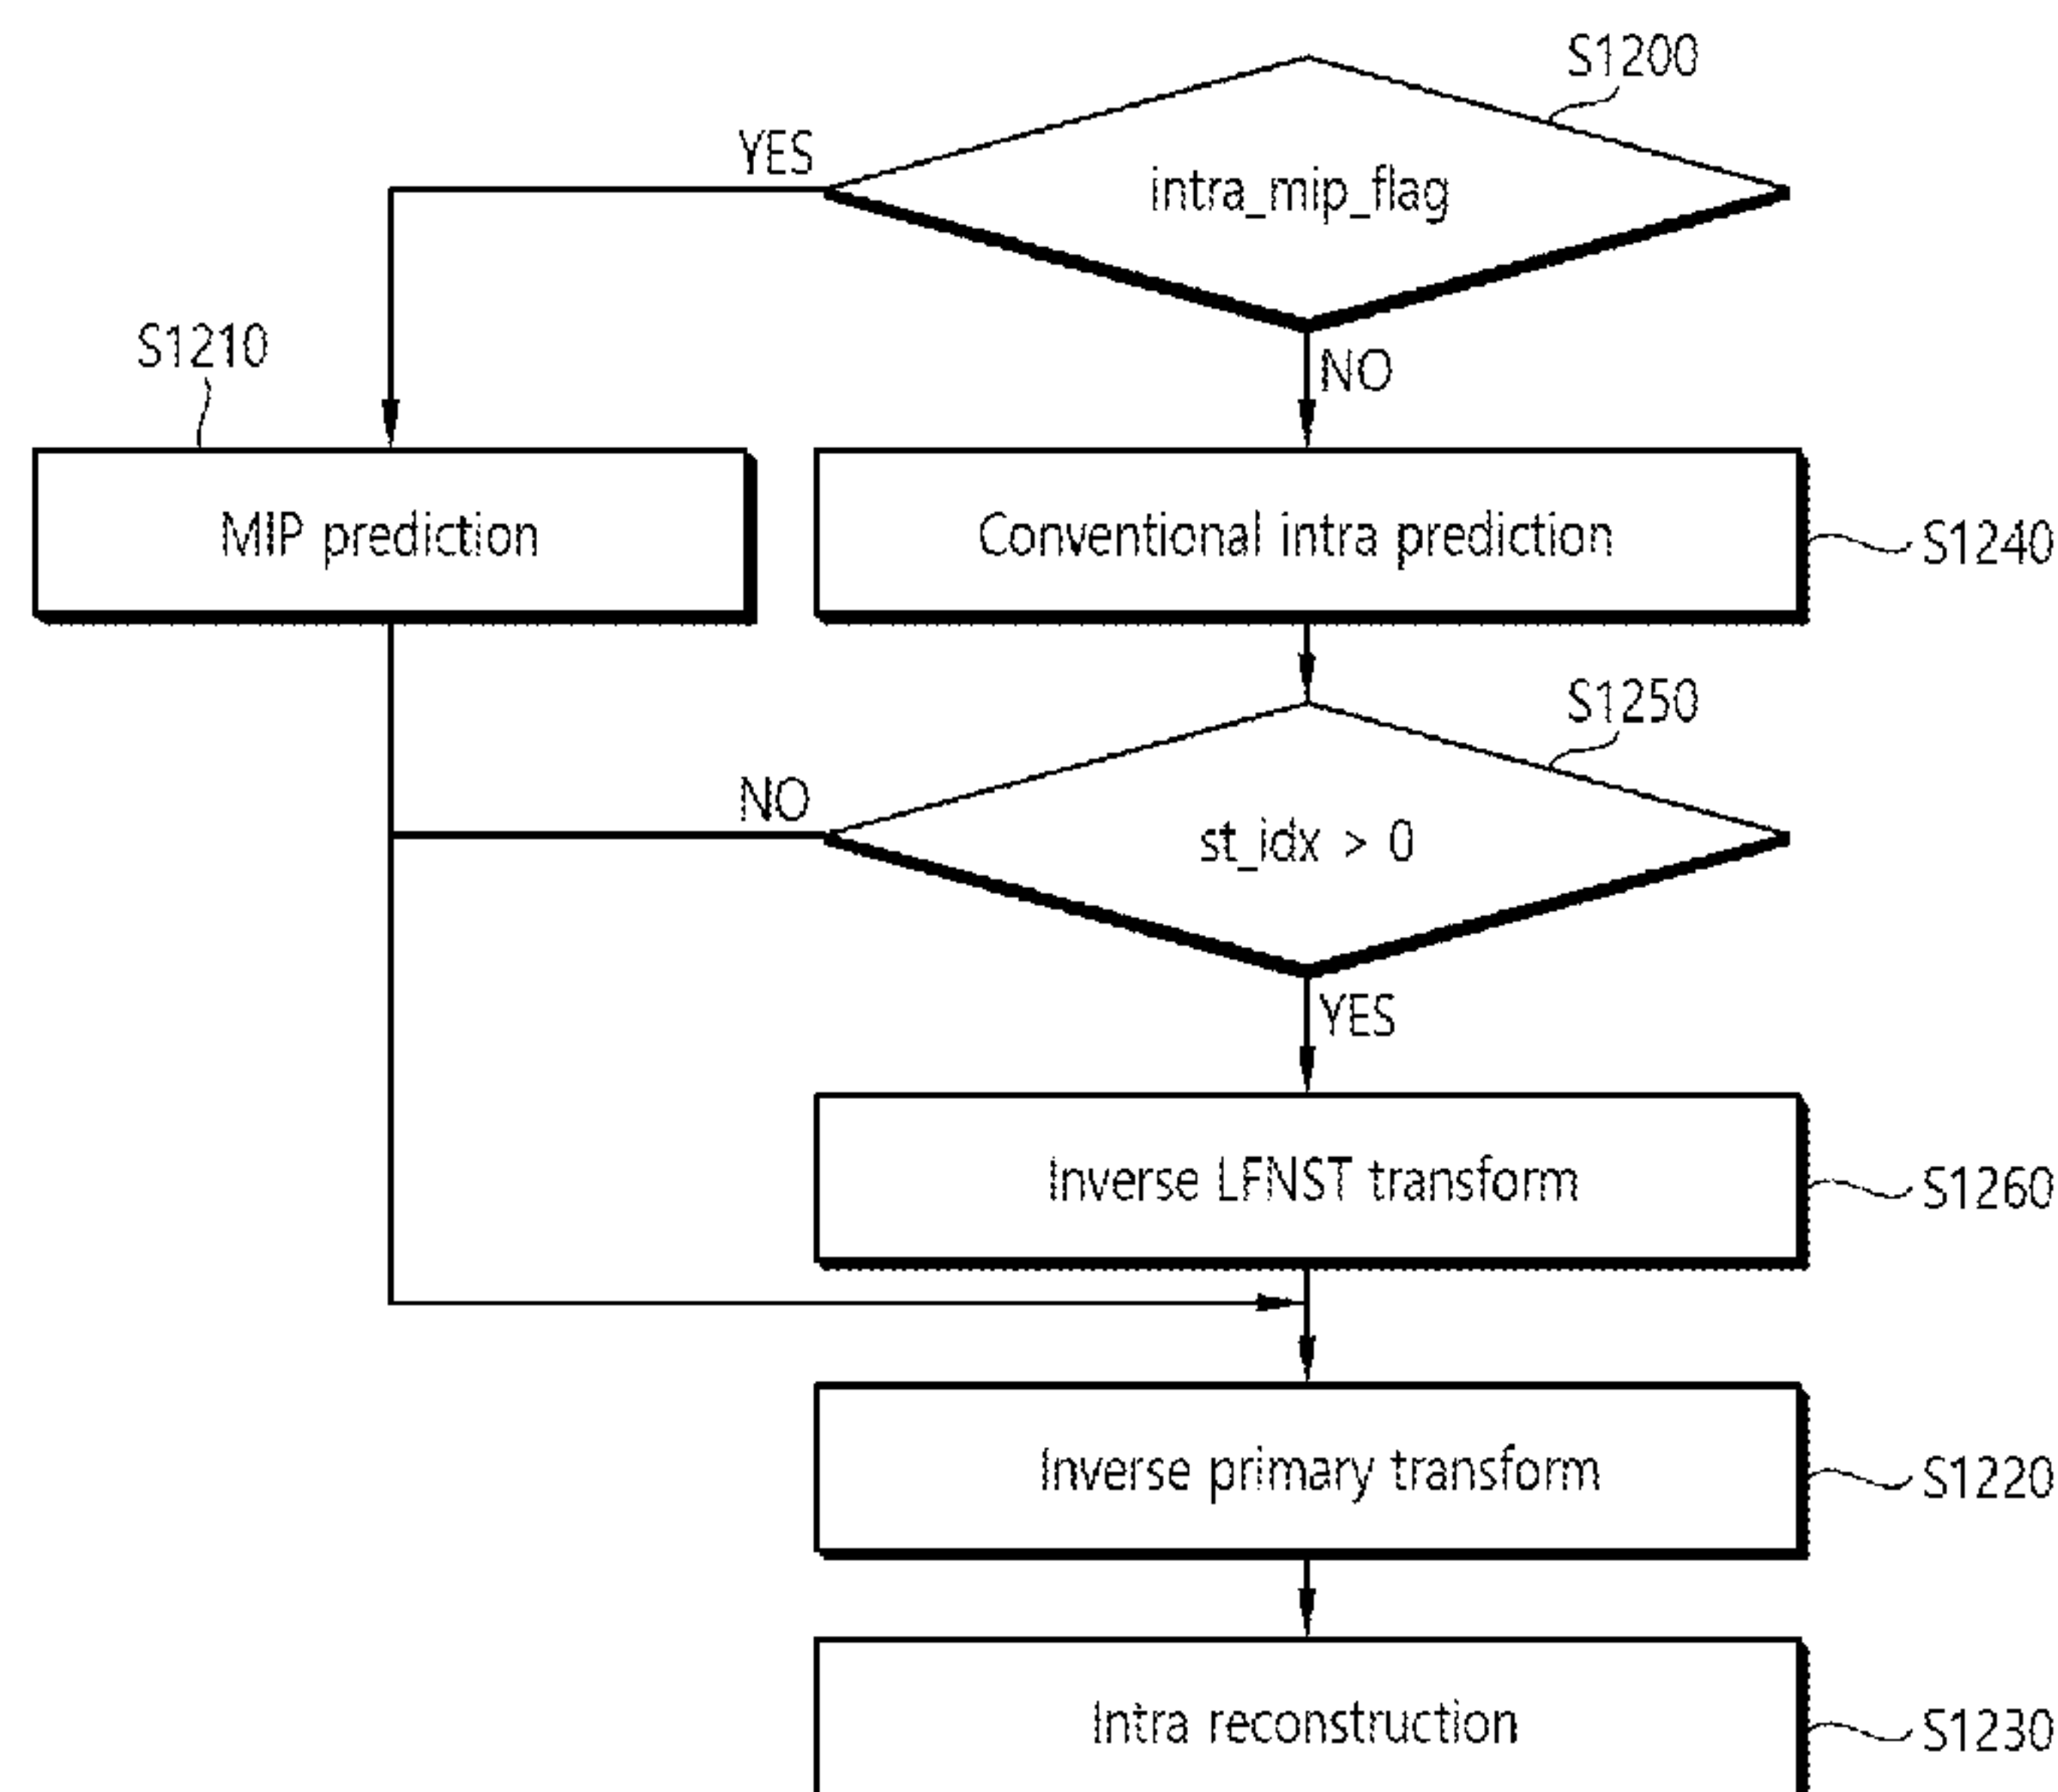 S1200
YES
intra_mip_flag
S1210
NO
MIP prediction
Conventional intra prediction
S1240
S1250
NO
st_idx > 0
YES
Inverse LFNST transform
S1260
Inverse primary transform
S1220
Intra reconstruction
S1230